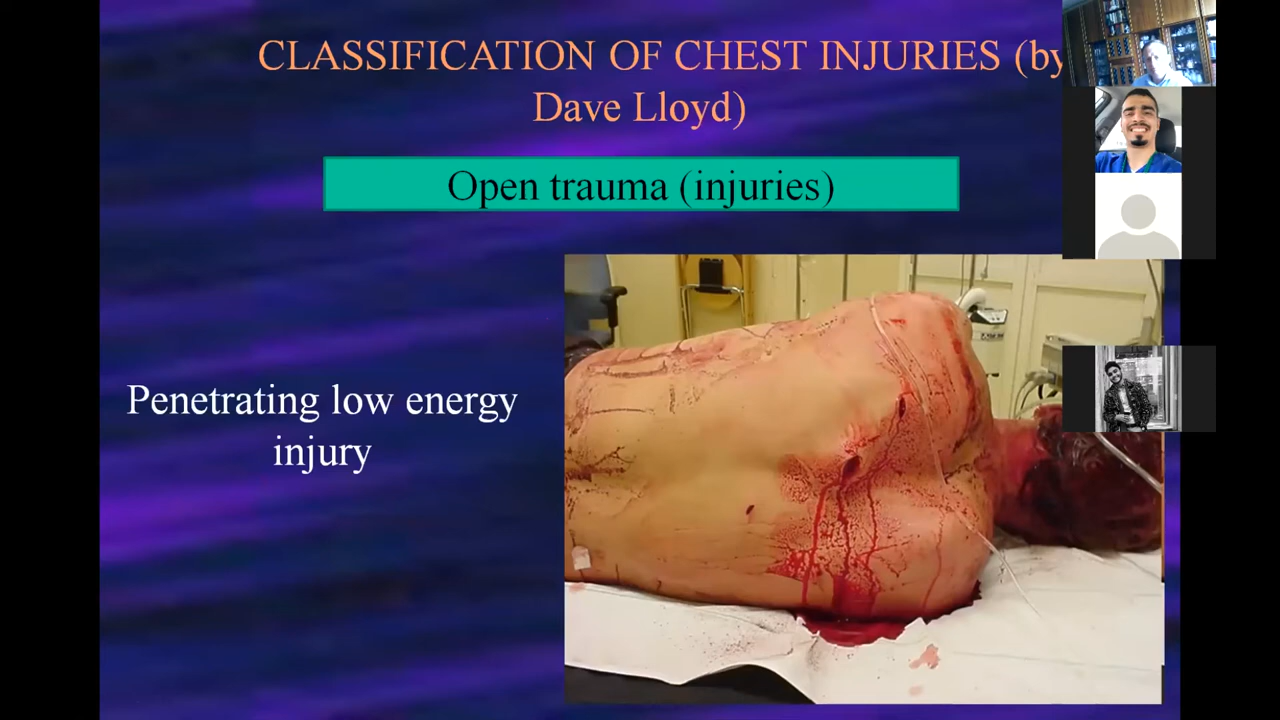 CLASSIFICATION OF CHEST INJURIES (by
Dave Lloyd)
Open trauma (injuries)
Penetrating low energy
injury